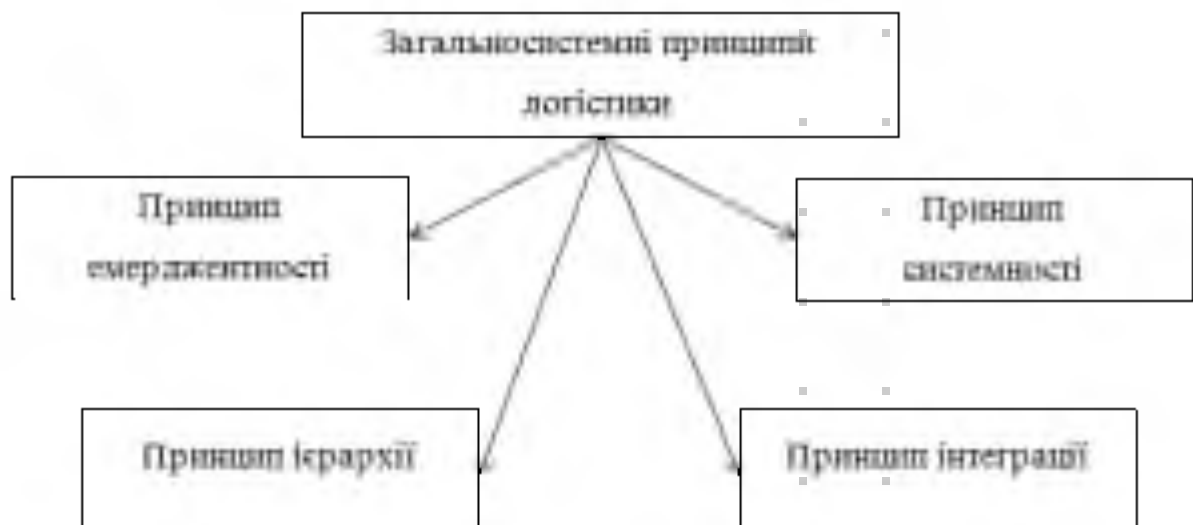 Загальносистемні принципи
логістики
Принцип
емерджентності
Принцип
системності
Принцип ієрархії
Принцип інтеграції